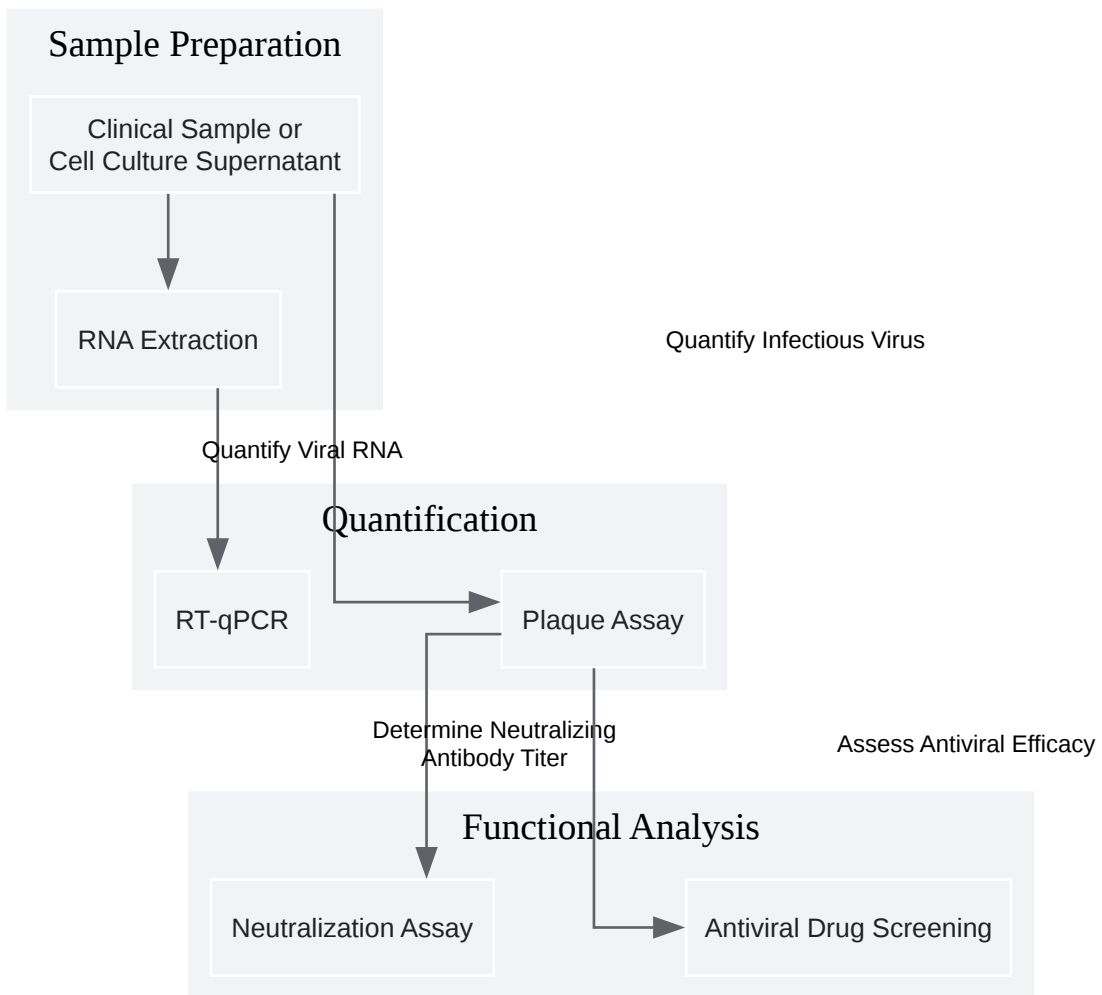 Sample Preparation
Clinical Sample or
Cell Culture Supernatant
RNA Extraction
Quantify Infectious Virus
Quantify Viral RNA
Quantification
RT-qPCR
Plaque Assay
Determine Neutralizing
Antibody Titer
Assess Antiviral Efficacy
Functional Analysis
Neutralization Assay
Antiviral Drug Screening